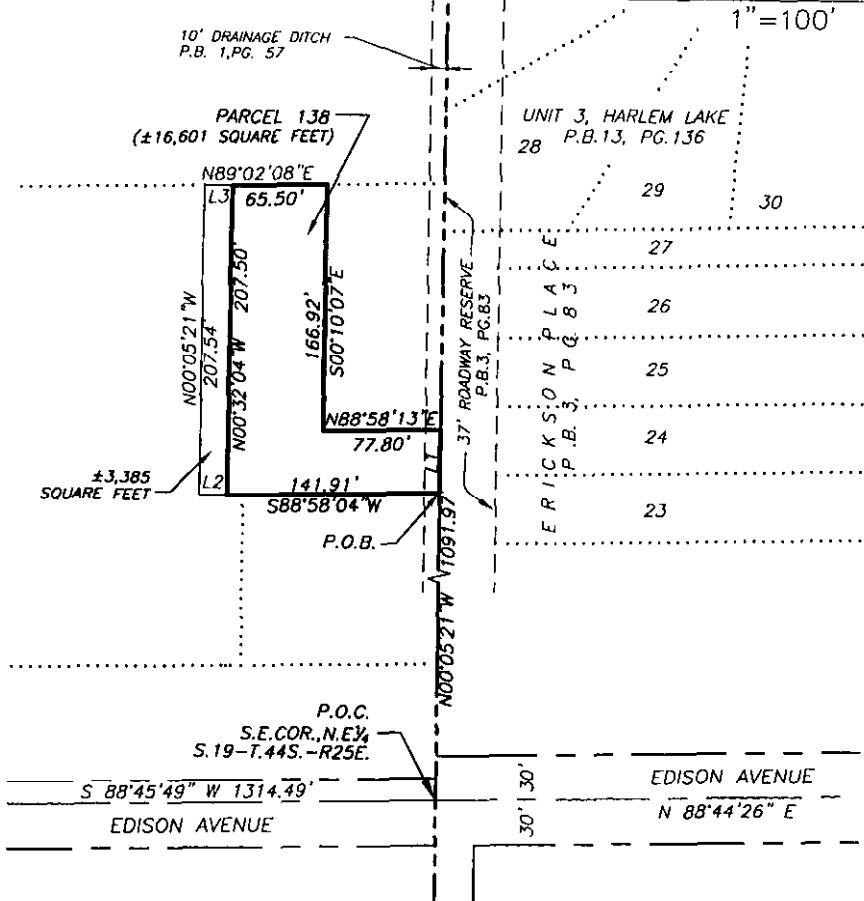 1"=100'
10' DRAINAGE DITCH
P.B. 1,PG. 57
PARCEL 138
(±16,601 SQUARE FEET)
UNIT 3, HARLEM LAKE
P.B.13, PG.136
28
29
30
27
26
25
24
23
N89°02'08"E
L3
65.50'
N00°05'21"W
207.54'
N00°32'04"W 207.50'
166.92'
S00°10'07"E
N88°58'13"E
77.80'
L1
37' ROADWAY RESERVE
P.B.3, PG.83
ERICKSON PLACE
P.B. 3, PG 83
±3,385
SQUARE FEET
L2
141.91'
S88°58'04"W
P.O.B.
N00°05'21"W 1091.97'
P.O.C.
S.E.COR.,N.E¼
S.19-T.44S.-R25E.
S 88°45'49" W 1314.49'
EDISON AVENUE
30' 30'
EDISON AVENUE
N 88°44'26" E